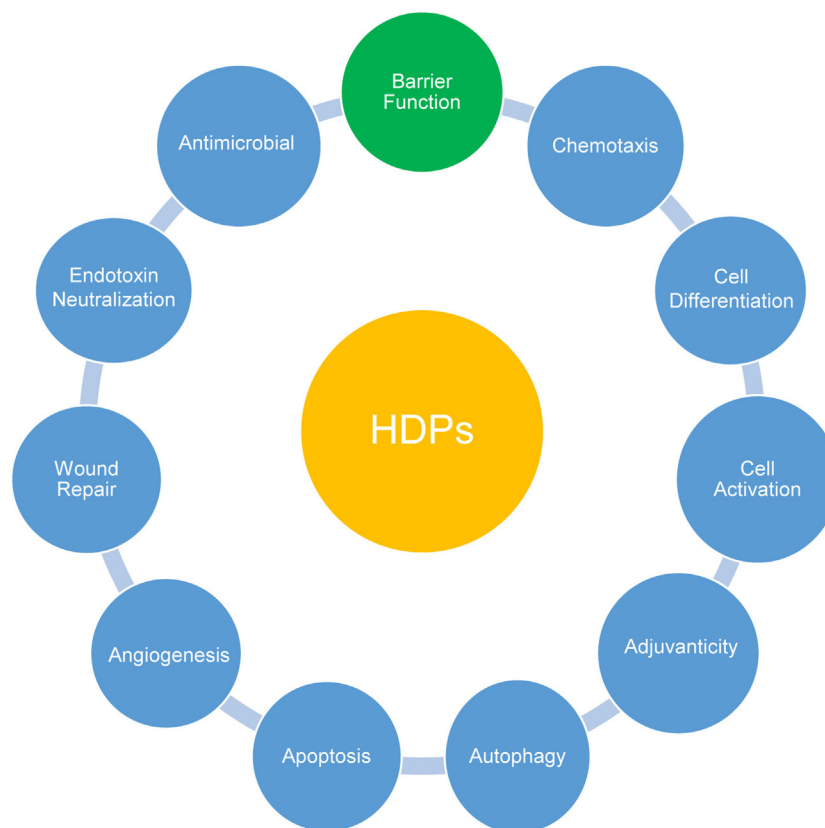 Barrier
Function
Chemotaxis
Cell
Differentiation
Cell
Activation
Adjuvanticity
Autophagy
Apoptosis
Angiogenesis
Wound
Repair
Endotoxin
Neutralization
Antimicrobial
HDPs